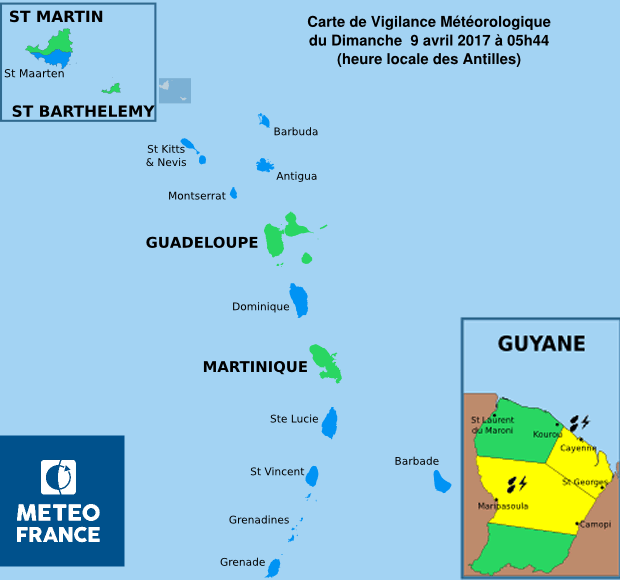 ST MARTIN
St Maarten
ST BARTHELEMY
Carte de Vigilance Météorologique
du Dimanche 9 avril 2017 à 05h44
(heure locale des Antilles)
Barbuda
St Kitts
& Nevis
Antigua
Montserrat
GUADELOUPE
Dominique
MARTINIQUE
Ste Lucie
St Vincent
Barbade
Grenadines
Grenade
METEO
FRANCE
GUYANE
St Laurent
du Maroni
Kourou
Cayenne
St Georges
Maripasoula
Camopi